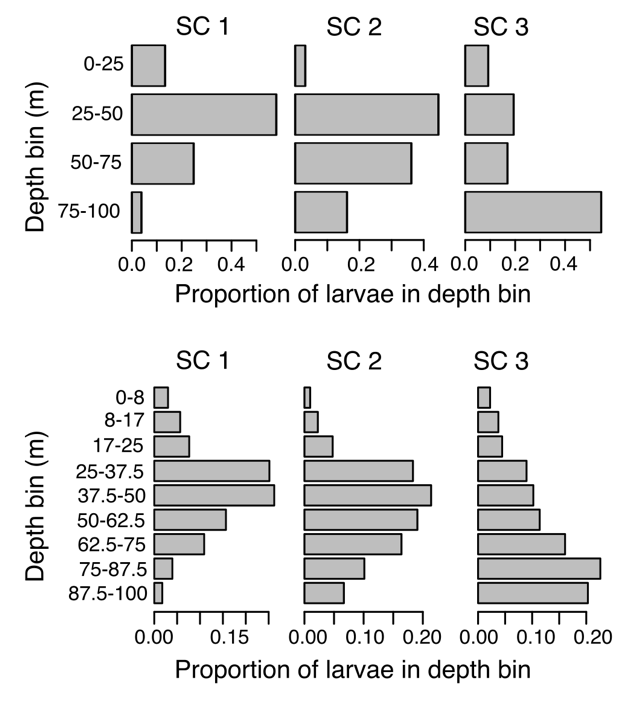 SC 1 SC 2 SC 3
Depth bin (m)
0-25
25-50
50-75
75-100
0.0 0.2 0.4 0.0 0.2 0.4 0.0 0.2 0.4
Proportion of larvae in depth bin
SC 1 SC 2 SC 3
Depth bin (m)
0-8
8-17
17-25
25-37.5
37.5-50
50-62.5
62.5-75
75-87.5
87.5-100
0.00 0.15 0.00 0.10 0.20 0.00 0.10 0.20
Proportion of larvae in depth bin